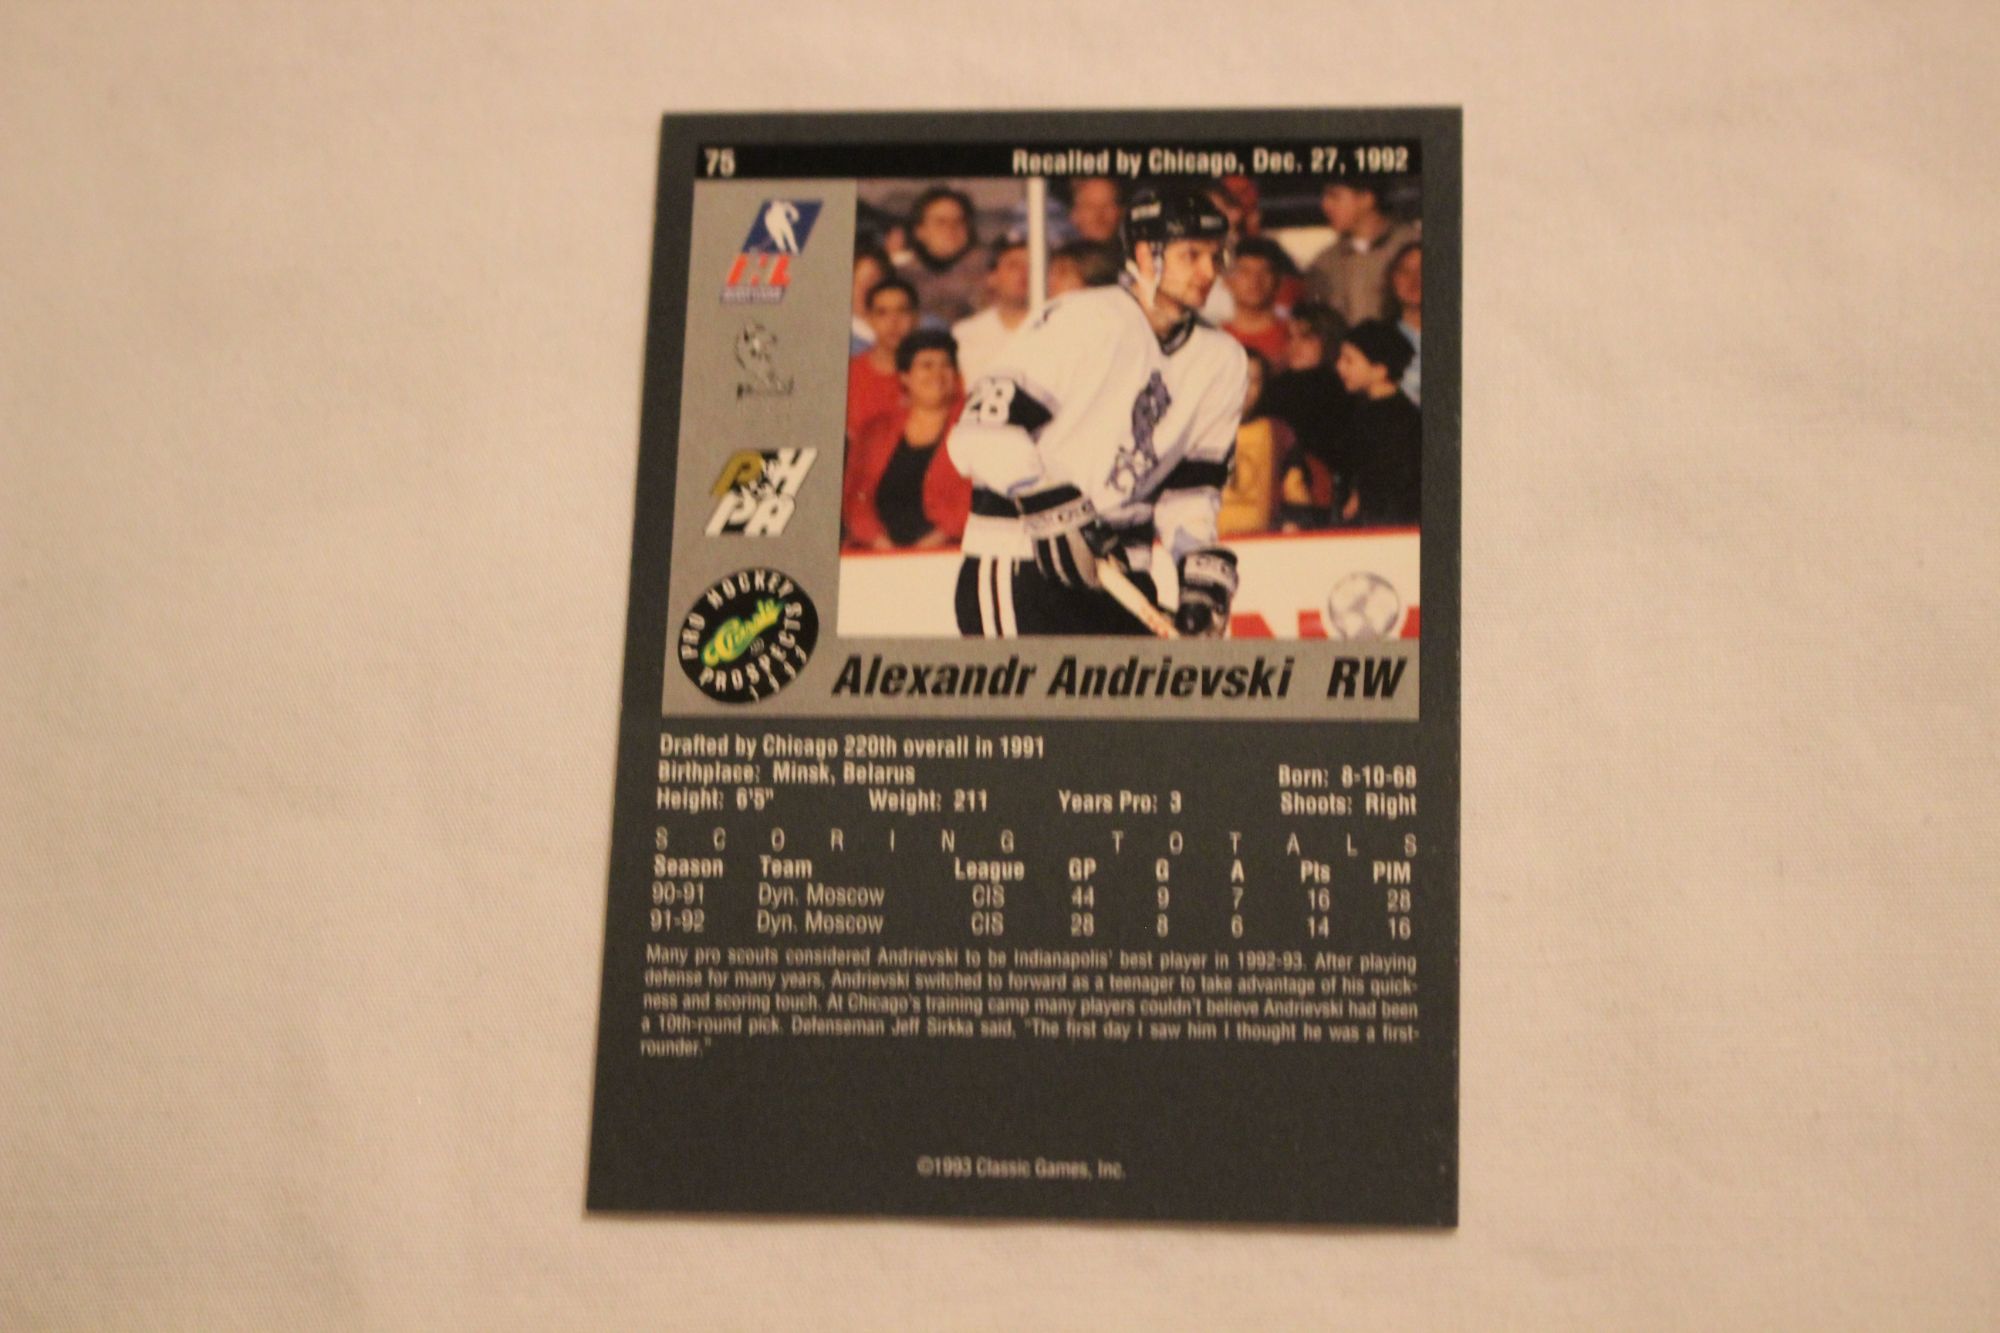 75 Recalled by Chicago, Dec. 27, 1992
28
P H
P A
PRO HOCKEY PROSPECTS 1993
Classic
Alexandr Andrievski RW
Drafted by Chicago 220th overall in 1991
Birthplace: Minsk, Belarus Born: 8-10-68
Height: 6'5" Weight: 211 Years Pro: 3 Shoots: Right
SCORING TOTALS
Season Team League GP G A Pts PIM
90-91 Dyn. Moscow CIS 44 9 7 16 28
91-92 Dyn. Moscow CIS 28 8 6 14 16
Many pro scouts considered Andrievski to be Indianapolis' best player in 1992-93. After playing
defense for many years, Andrievski switched to forward as a teenager to take advantage of his quick-
ness and scoring touch. At Chicago's training camp many players couldn't believe Andrievski had been
a 10th-round pick. Defenseman Jeff Sirkka said, "The first day I saw him I thought he was a first-
rounder."
©1993 Classic Games, Inc.